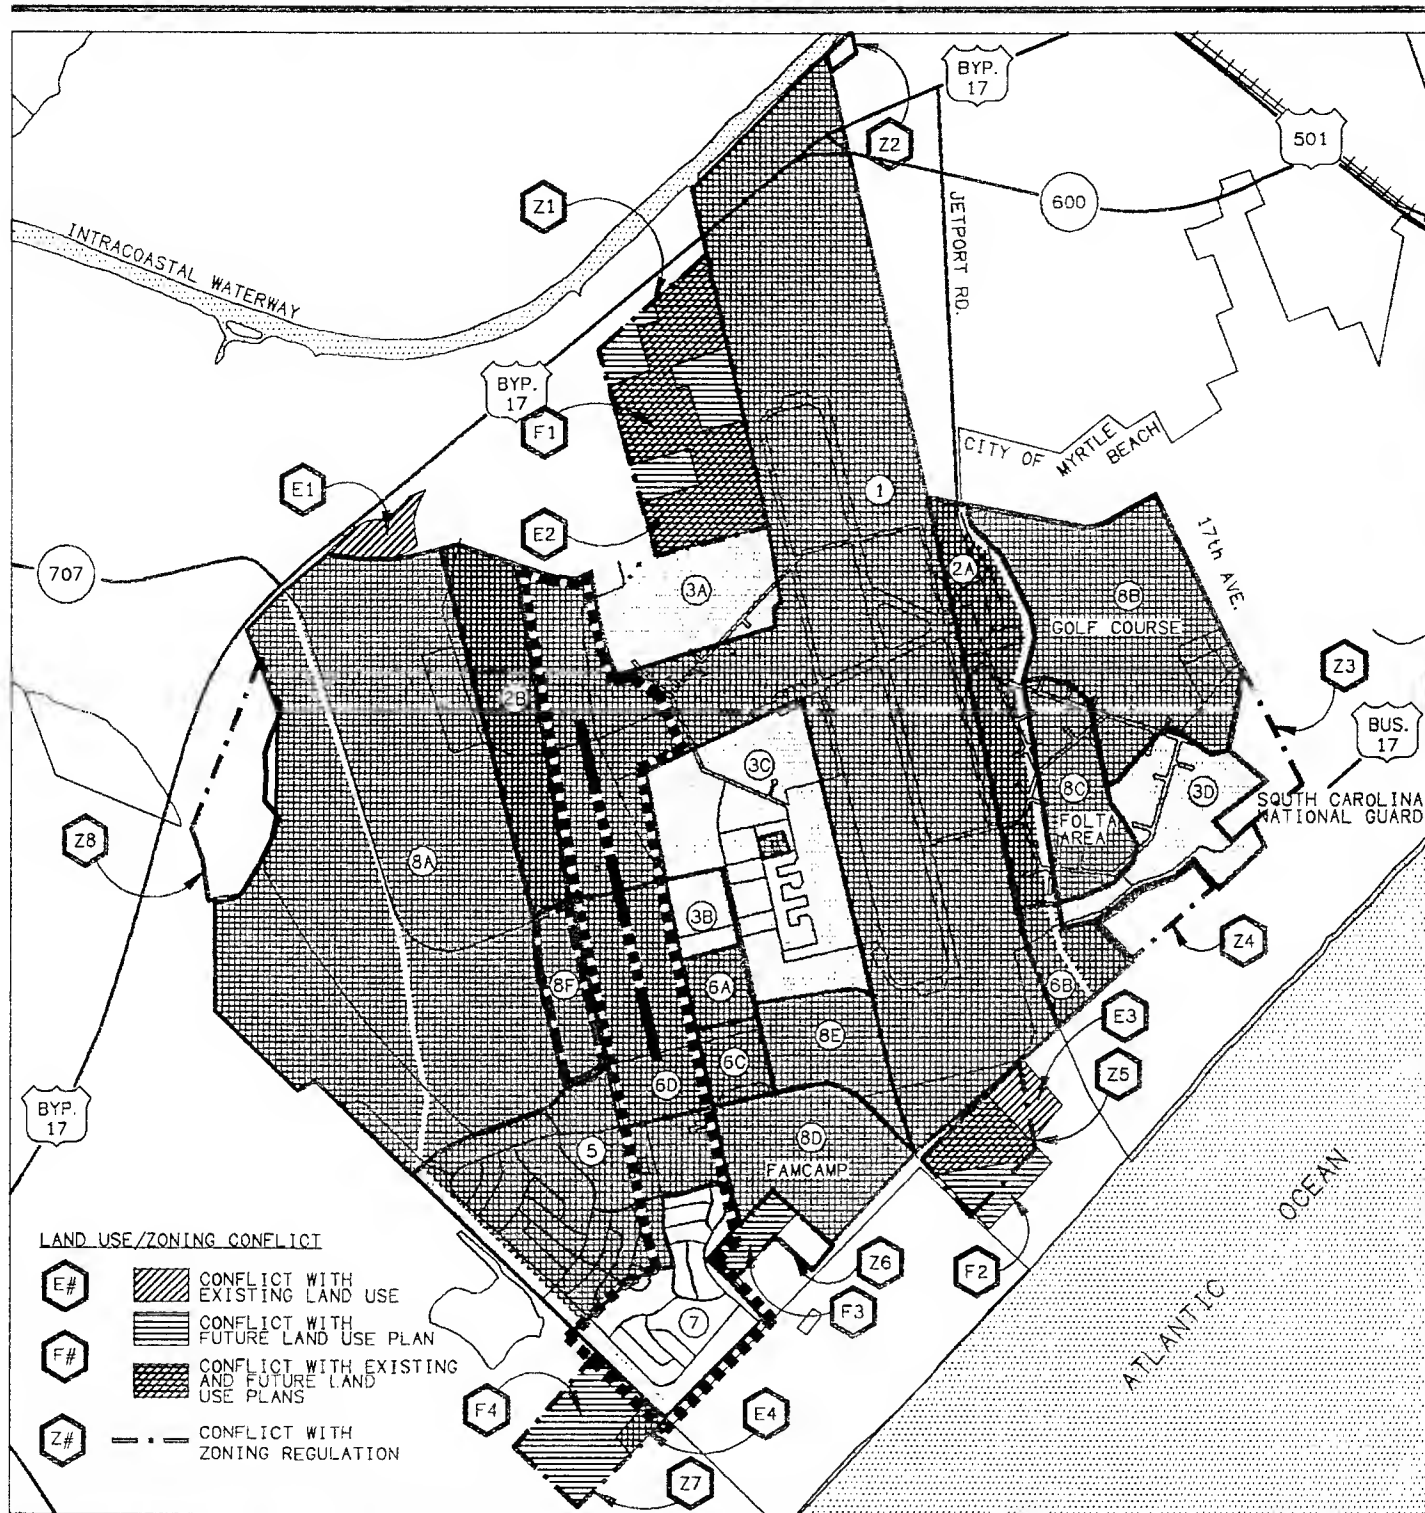 BYP.
17
501
Z2
Z1
600
JETPORT RD.
INTRACOASTAL WATERWAY
BYP.
17
F1
CITY OF MYRTLE
BEACH
E1
1
E2
17th AVE.
707
2A
3A
8B
GOLF COURSE
Z3
2B
BUS.
17
3C
8C
3D
SOUTH CAROLINA
NATIONAL GUARD
FOLTA
AREA
Z8
8A
3B
Z4
8F
6A
6B
E3
8E
6C
Z5
6D
BYP.
17
8D
5
FAMCAMP
ATLANTIC OCEAN
LAND USE/ZONING CONFLICT
E#
CONFLICT WITH
EXISTING LAND USE
F#
CONFLICT WITH
FUTURE LAND USE PLAN
CONFLICT WITH EXISTING
AND FUTURE LAND
USE PLANS
Z#
CONFLICT WITH
ZONING REGULATION
Z6
F2
F3
7
F4
E4
Z7